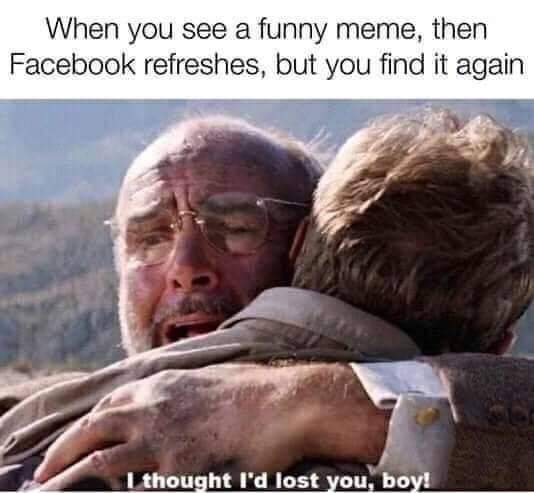 When you see a funny meme, then
Facebook refreshes, but you find it again
I thought I'd lost you, boy!